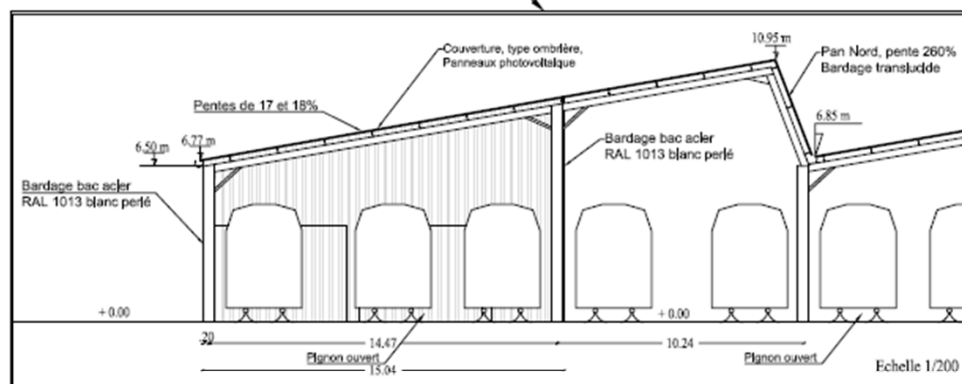 10.95 m
Couverture, type ombrière,
Panneaux photovoltaïque
Pan Nord, pente 260%
Bardage translucide
Pentes de 17 et 18%
6.85 m
6.50 m
6.77 m
Bardage bac acier
RAL 1013 blanc perlé
Bardage bac acier
RAL 1013 blanc perlé
+ 0.00
+ 0.00
20
14.47
10.24
Pignon ouvert
Pignon ouvert
15.04
Echelle 1/200